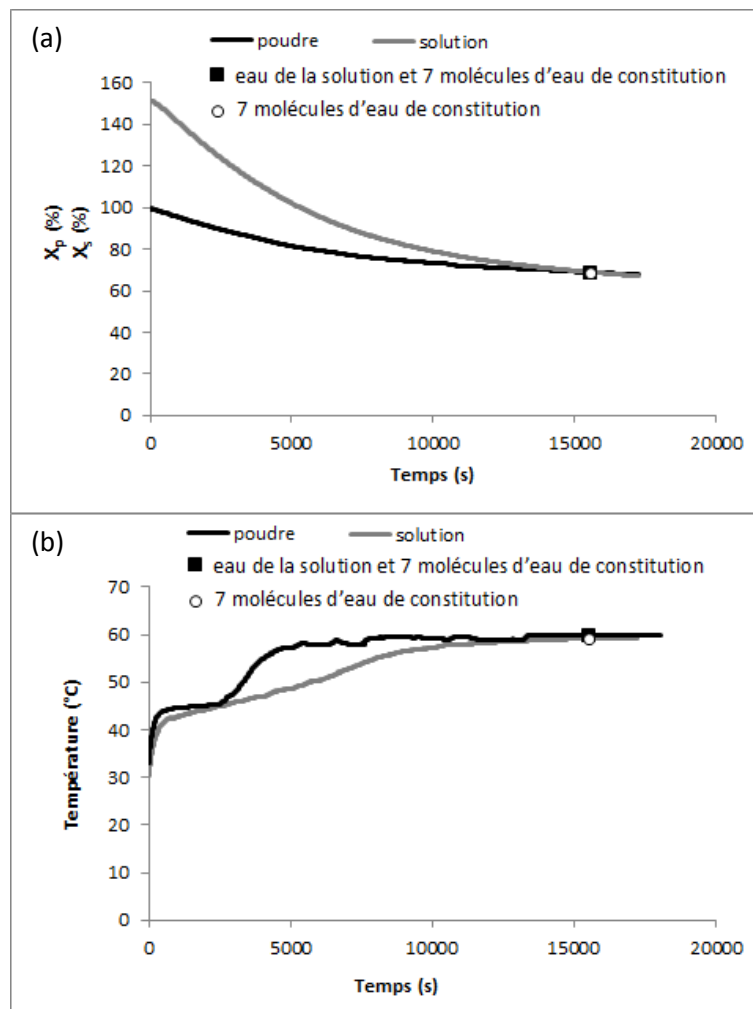 (a)
poudre solution
eau de la solution et 7 molécules d'eau de constitution
7 molécules d'eau de constitution
160
140
120
100
80
60
40
20
0
Xp (%)
Xs (%)
0 5000 10000 15000 20000
Temps (s)
(b)
poudre solution
eau de la solution et 7 molécules d'eau de constitution
7 molécules d'eau de constitution
70
60
50
40
30
20
10
0
Température (°C)
0 5000 10000 15000 20000
Temps (s)